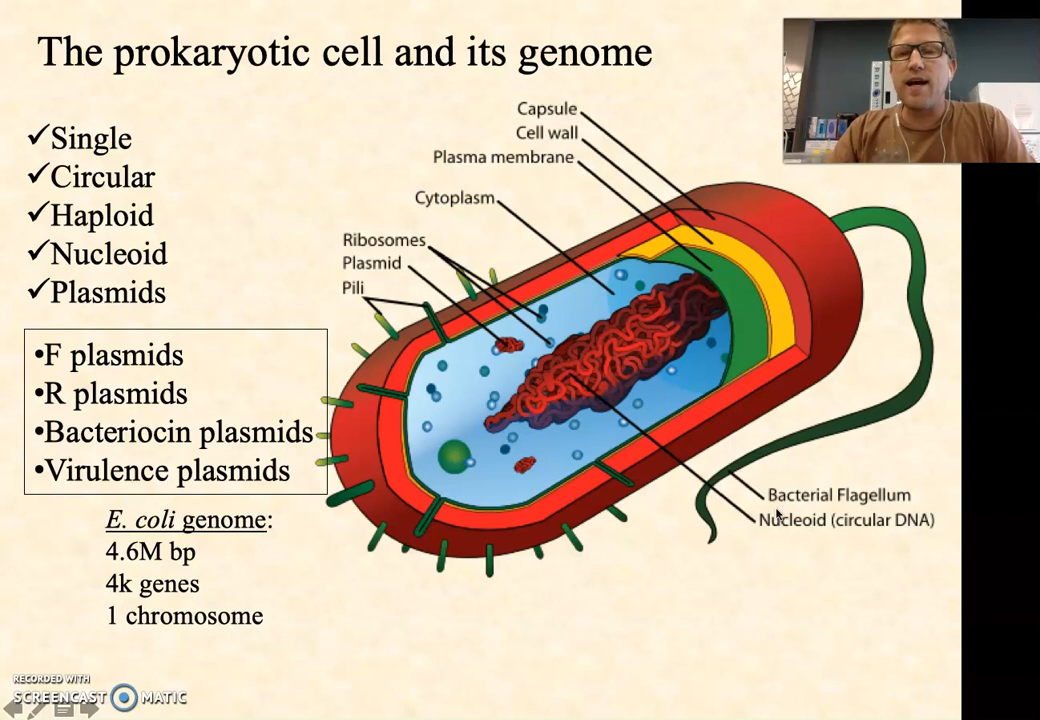 The prokaryotic cell and its genome
✓Single
✓Circular
✓Haploid
✓Nucleoid
✓Plasmids
•F plasmids
•R plasmids
•Bacteriocin plasmids
•Virulence plasmids
E. coli genome:
4.6M bp
4k genes
1 chromosome
Capsule
Cell wall
Plasma membrane
Cytoplasm
Ribosomes
Plasmid
Pili
Bacterial Flagellum
Nucleoid (circular DNA)
RECORDED WITH
SCREENCAST MATIC